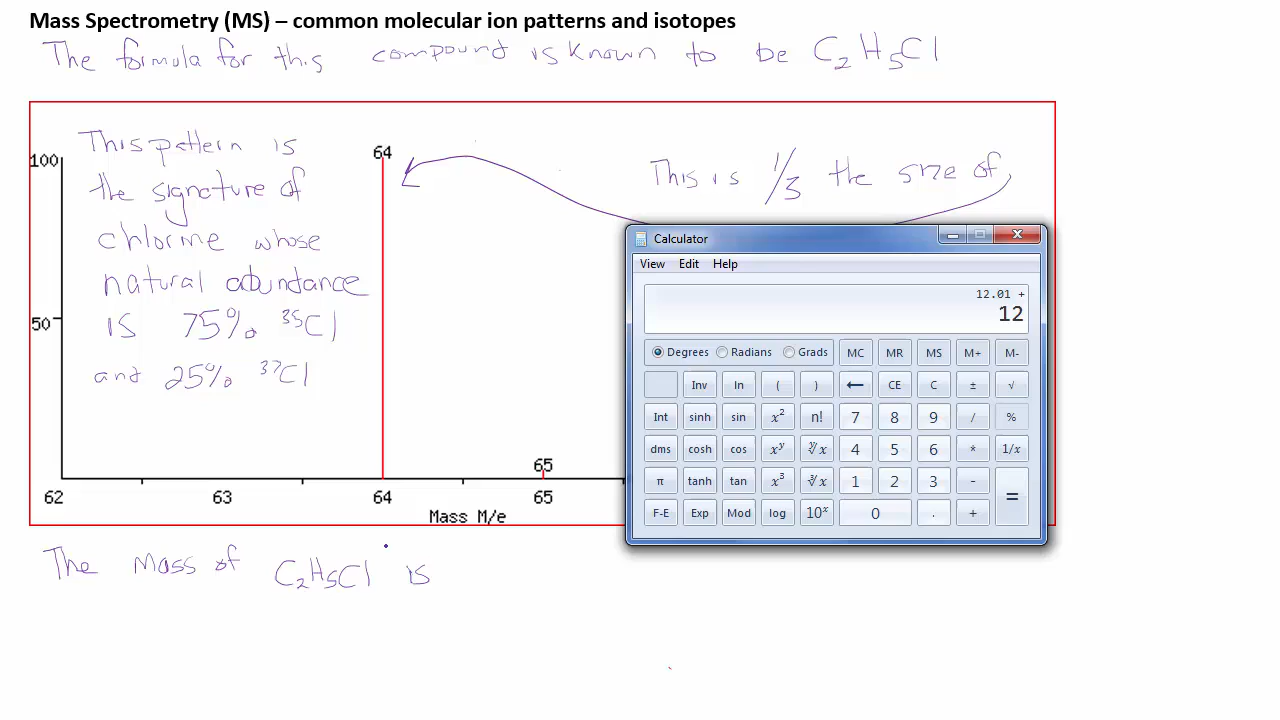 Mass Spectrometry (MS) – common molecular ion patterns and isotopes
The formula for this compound is known to be C₂H₅Cl
This pattern is
the signature of
chlorine whose
natural abundance
is 75% ³⁵Cl
and 25% ³⁷Cl
100
50
64
This is 1/3 the size of
65
62 63 64 65
Mass M/e
Calculator
View Edit Help
12.01 +
12
Degrees Radians Grads MC MR MS M+ M-
Inv ln ( ) ← CE C ± √
Int sinh sin x² n! 7 8 9 / %
dms cosh cos xʸ ʸ√x 4 5 6 * 1/x
π tanh tan x³ ³√x 1 2 3 - =
F-E Exp Mod log 10ˣ 0 . +
The Mass of C₂H₅Cl is